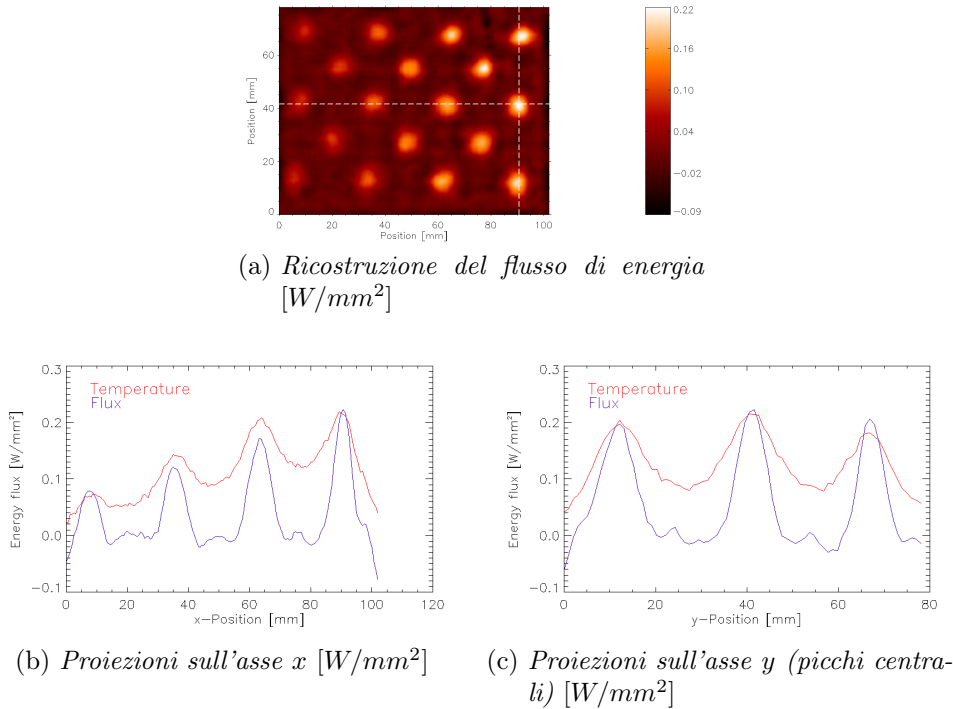 60
40
20
0
Position [mm]
0 20 40 60 80 100
Position [mm]
0.22
0.16
0.10
0.04
−0.02
−0.09
(a) Ricostruzione del flusso di energia
[W/mm²]
0.3
0.2
0.1
0.0
−0.1
Energy flux [W/mm²]
Temperature
Flux
0 20 40 60 80 100 120
x−Position [mm]
(b) Proiezioni sull'asse x [W/mm²]
0.3
0.2
0.1
0.0
−0.1
Energy flux [W/mm²]
Temperature
Flux
0 20 40 60 80
y−Position [mm]
(c) Proiezioni sull'asse y (picchi centra-
li) [W/mm²]